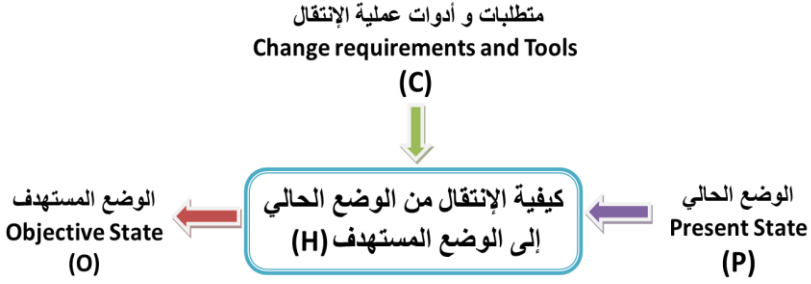 متطلبات و أدوات عملية الإنتقال
Change requirements and Tools
(C)
الوضع الحالي
Present State
(P)
كيفية الإنتقال من الوضع الحالي
إلى الوضع المستهدف (H)
الوضع المستهدف
Objective State
(O)